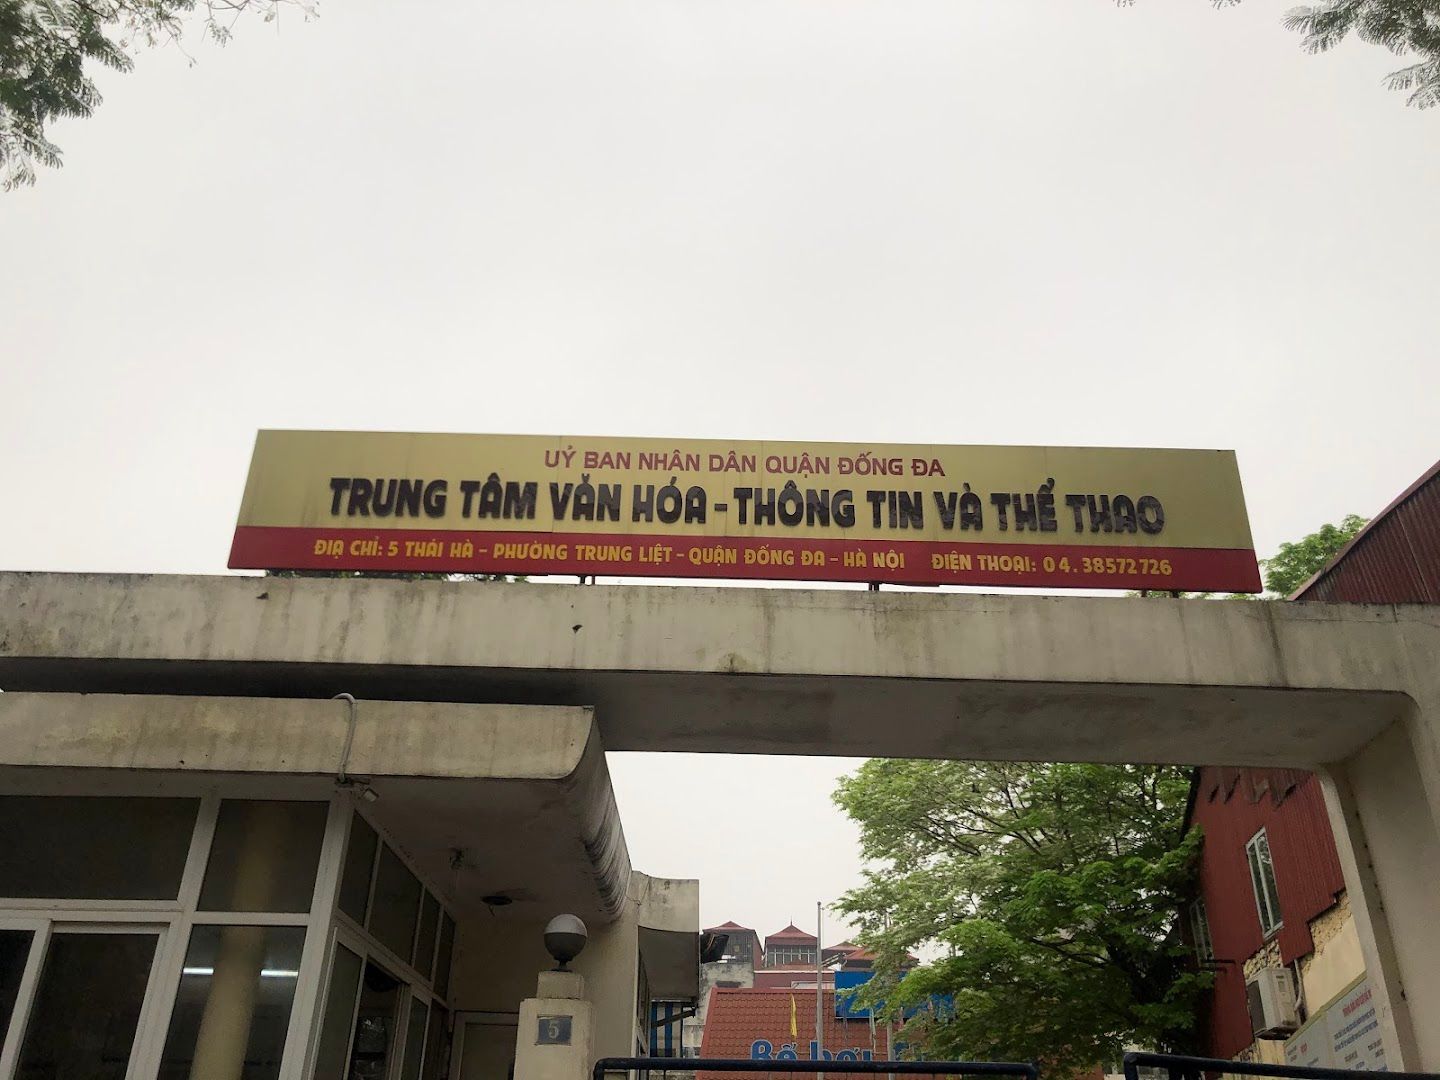 UỶ BAN NHÂN DÂN QUẬN ĐỐNG ĐA
TRUNG TÂM VĂN HÓA - THÔNG TIN VÀ THỂ THAO
ĐỊA CHỈ: 5 THÁI HÀ - PHƯỜNG TRUNG LIỆT - QUẬN ĐỐNG ĐA - HÀ NỘI ĐIỆN THOẠI: 04.38572726
5
Bể bơi